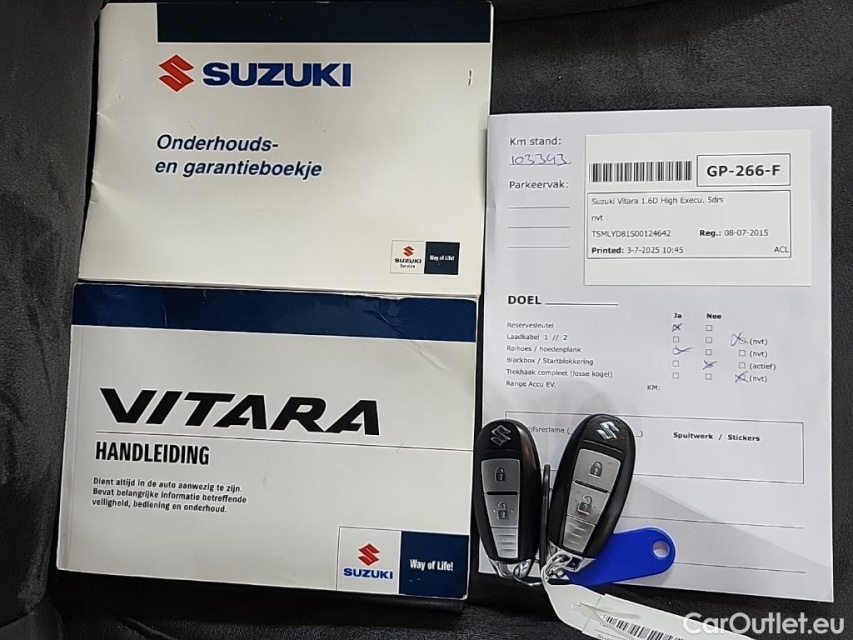 SUZUKI
Onderhouds-
en garantieboekje
SUZUKI
Service
Way of Life!
VITARA
HANDLEIDING
Dient altijd in de auto aanwezig te zijn.
Bevat belangrijke informatie betreffende
veiligheid, bediening en onderhoud.
SUZUKI
Way of Life!
Km stand:
103343
Parkeervak:
GP-266-F
Suzuki Vitara 1.6D High Execu. 5drs
nvt
TSMLYD81S00124642 Reg.: 08-07-2015
Printed: 3-7-2025 10:45 ACL
DOEL
Ja Nee
Reservesleutel
Laadkabel 1 // 2 (nvt)
Rolhoes / hoedenplank (nvt)
Blackbox / Startblokkering (actief)
Trekhaak complete (losse kogel) (nvt)
Range Accu EV. KM:
ijfsreclame ( ) Spuitwerk / Stickers
CarOutlet.eu